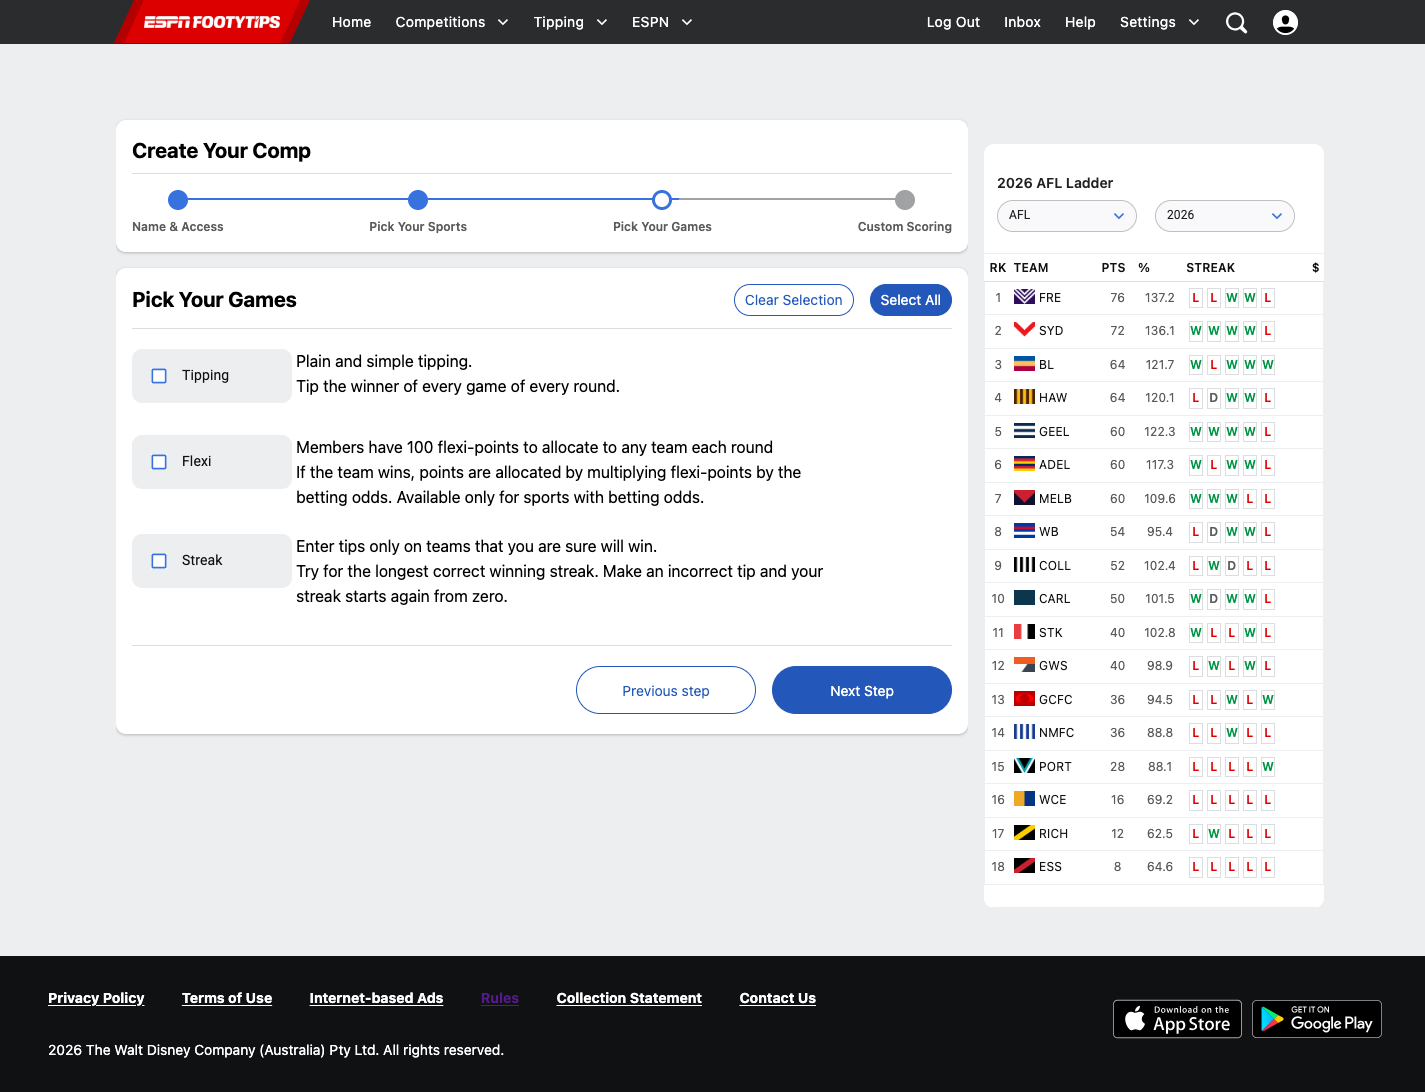 ESPN FOOTYTIPS Home Competitions Tipping ESPN Log Out Inbox Help Settings
Create Your Comp
Name & Access Pick Your Sports Pick Your Games Custom Scoring
Pick Your Games Clear Selection Select All
Tipping Plain and simple tipping.
Tip the winner of every game of every round.
Flexi Members have 100 flexi-points to allocate to any team each round
If the team wins, points are allocated by multiplying flexi-points by the
betting odds. Available only for sports with betting odds.
Streak Enter tips only on teams that you are sure will win.
Try for the longest correct winning streak. Make an incorrect tip and your
streak starts again from zero.
Previous step Next Step
2026 AFL Ladder
AFL 2026
RK TEAM PTS % STREAK $
1 FRE 76 137.2 L L W W L
2 SYD 72 136.1 W W W W L
3 BL 64 121.7 W L W W W
4 HAW 64 120.1 L D W W L
5 GEEL 60 122.3 W W W W L
6 ADEL 60 117.3 W L W W L
7 MELB 60 109.6 W W W L L
8 WB 54 95.4 L D W W L
9 COLL 52 102.4 L W D L L
10 CARL 50 101.5 W D W W L
11 STK 40 102.8 W L L W L
12 GWS 40 98.9 L W L W L
13 GCFC 36 94.5 L L W L W
14 NMFC 36 88.8 L L W L L
15 PORT 28 88.1 L L L L W
16 WCE 16 69.2 L L L L L
17 RICH 12 62.5 L W L L L
18 ESS 8 64.6 L L L L L
Privacy Policy Terms of Use Internet-based Ads Rules Collection Statement Contact Us
2026 The Walt Disney Company (Australia) Pty Ltd. All rights reserved.
Download on the
App Store
GET IT ON
Google Play